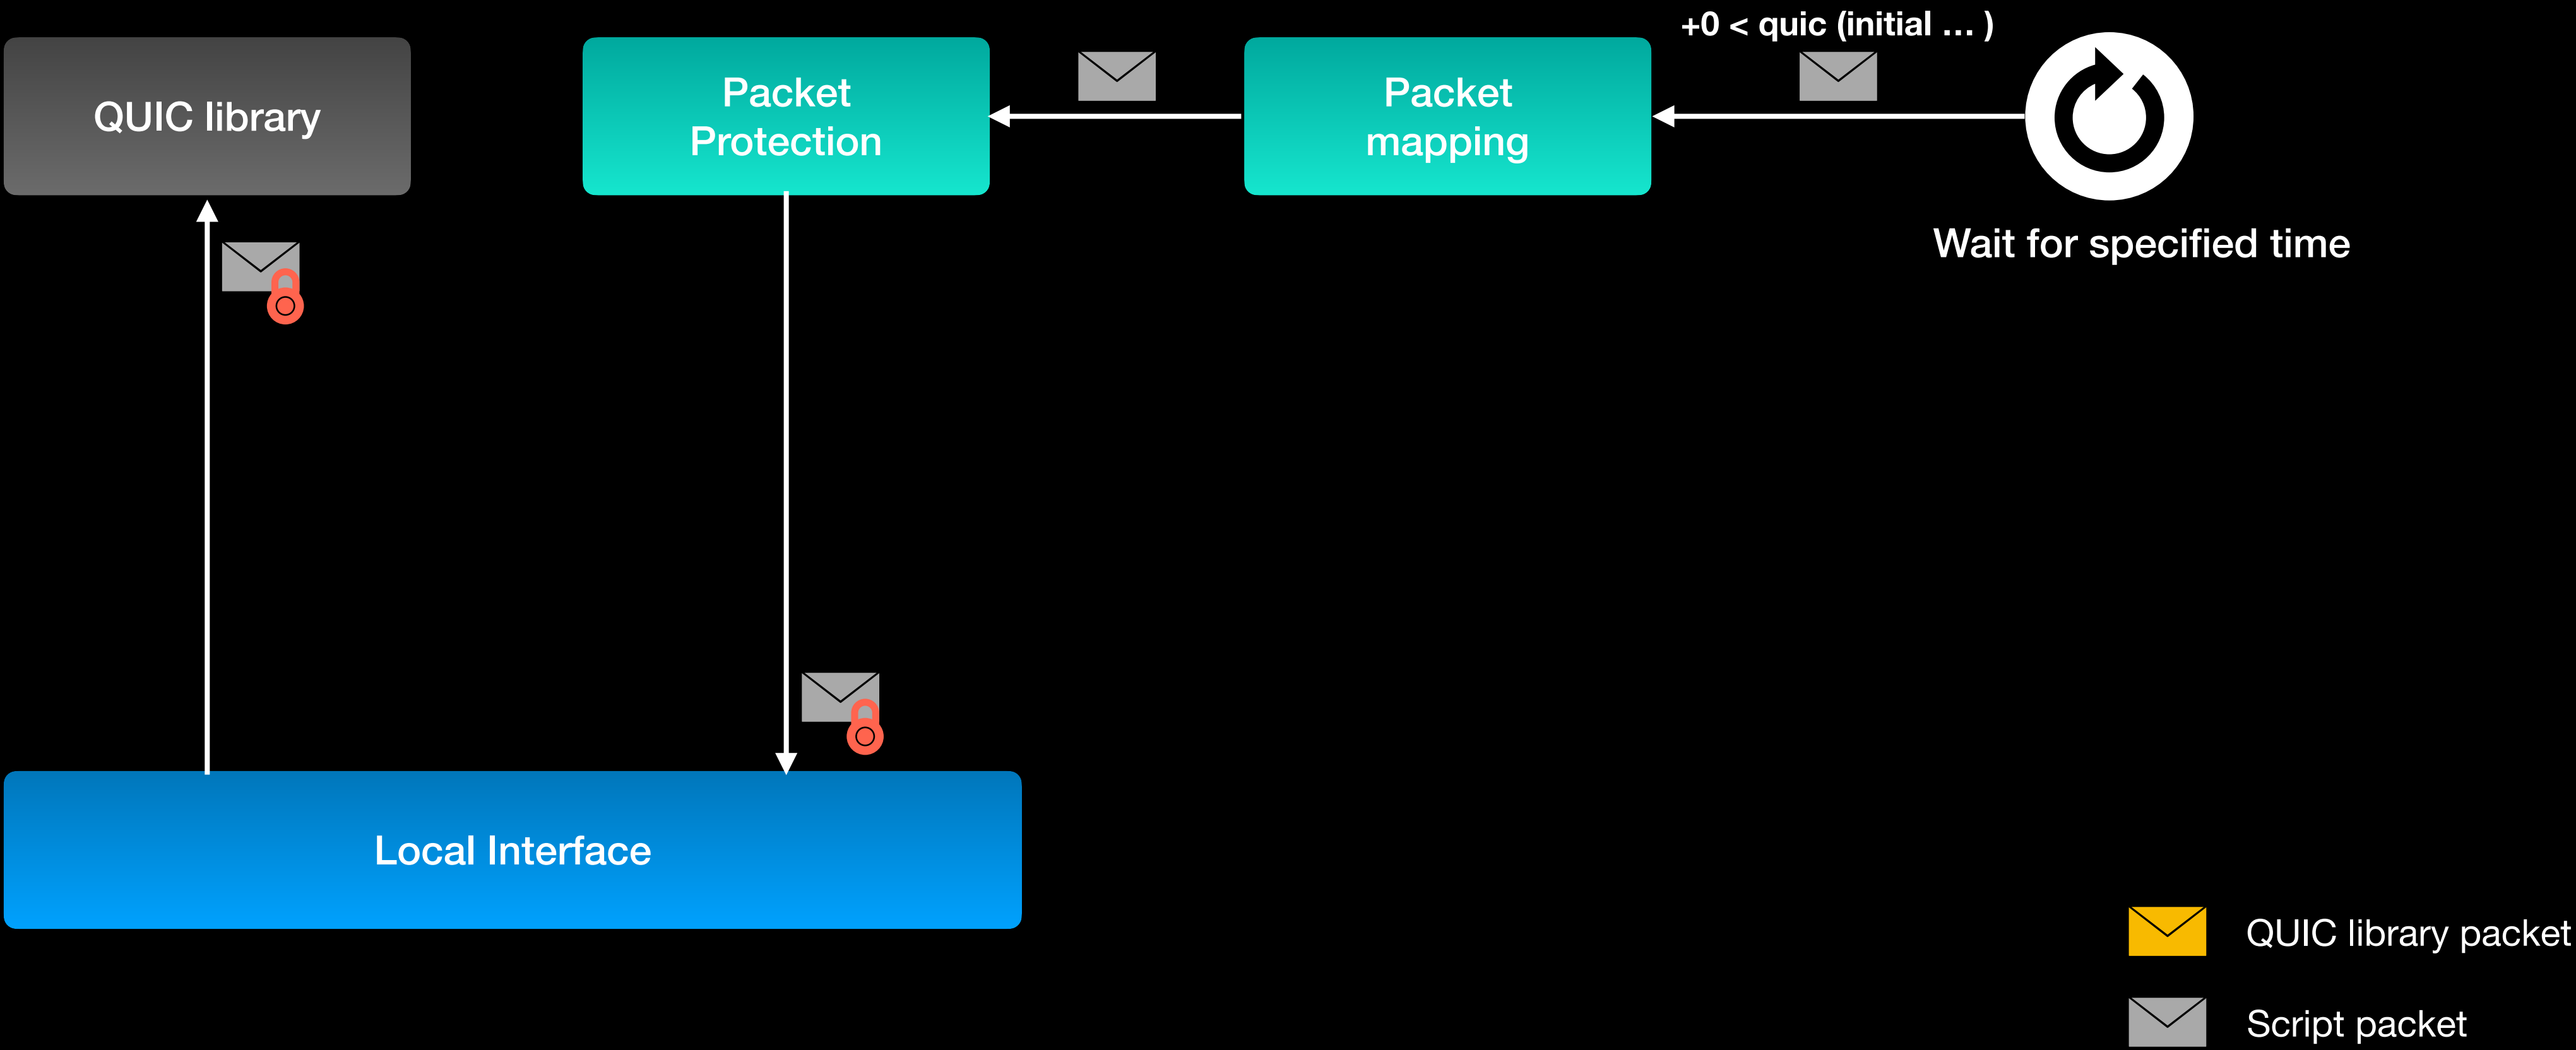 +0 < quic (initial … )
QUIC library
Packet
Protection
Packet
mapping
Wait for specified time
Local Interface
QUIC library packet
Script packet